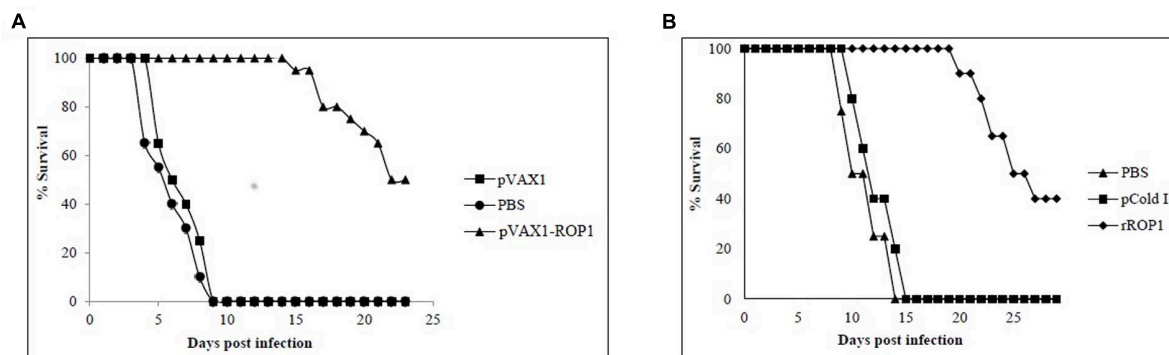 A
% Survival
100
80
60
40
20
0
0 5 10 15 20 25
Days post infection
pVAX1
PBS
pVAX1-ROP1
B
% Survival
100
80
60
40
20
0
0 5 10 15 20 25
Days post infection
PBS
pCold I
rROP1